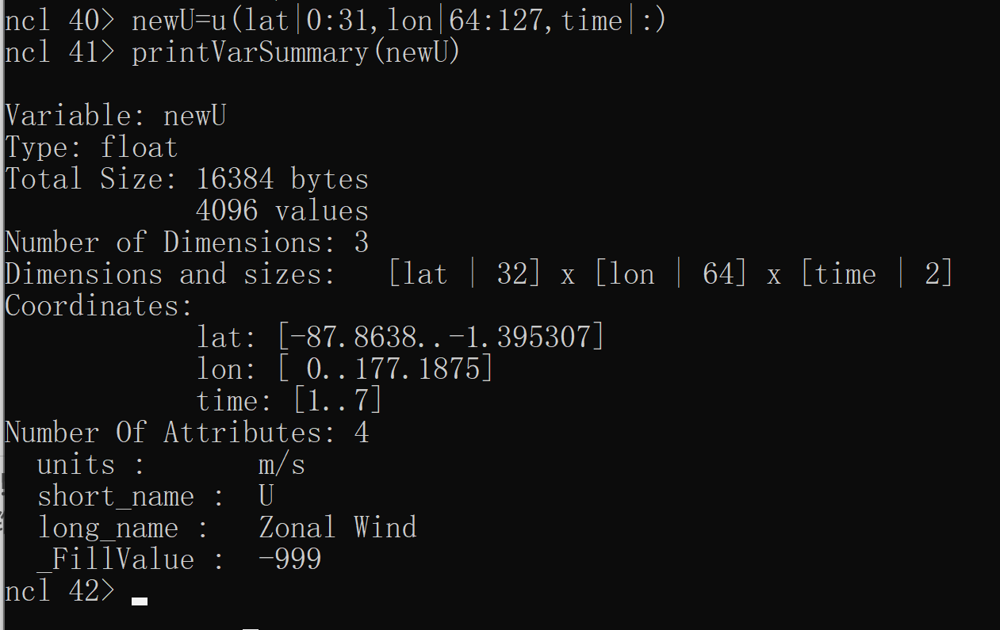 ncl 40> newU=u(lat|0:31,lon|64:127,time|:)
ncl 41> printVarSummary(newU)
Variable: newU
Type: float
Total Size: 16384 bytes
4096 values
Number of Dimensions: 3
Dimensions and sizes: [lat | 32] x [lon | 64] x [time | 2]
Coordinates:
lat: [-87.8638..-1.395307]
lon: [ 0..177.1875]
time: [1..7]
Number Of Attributes: 4
units : m/s
short_name : U
long_name : Zonal Wind
_FillValue : -999
ncl 42>